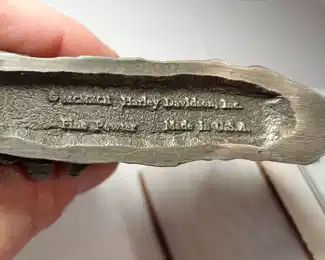 © MCMXCI Harley Davidson, Inc.
Fine Pewter Made in U.S.A.